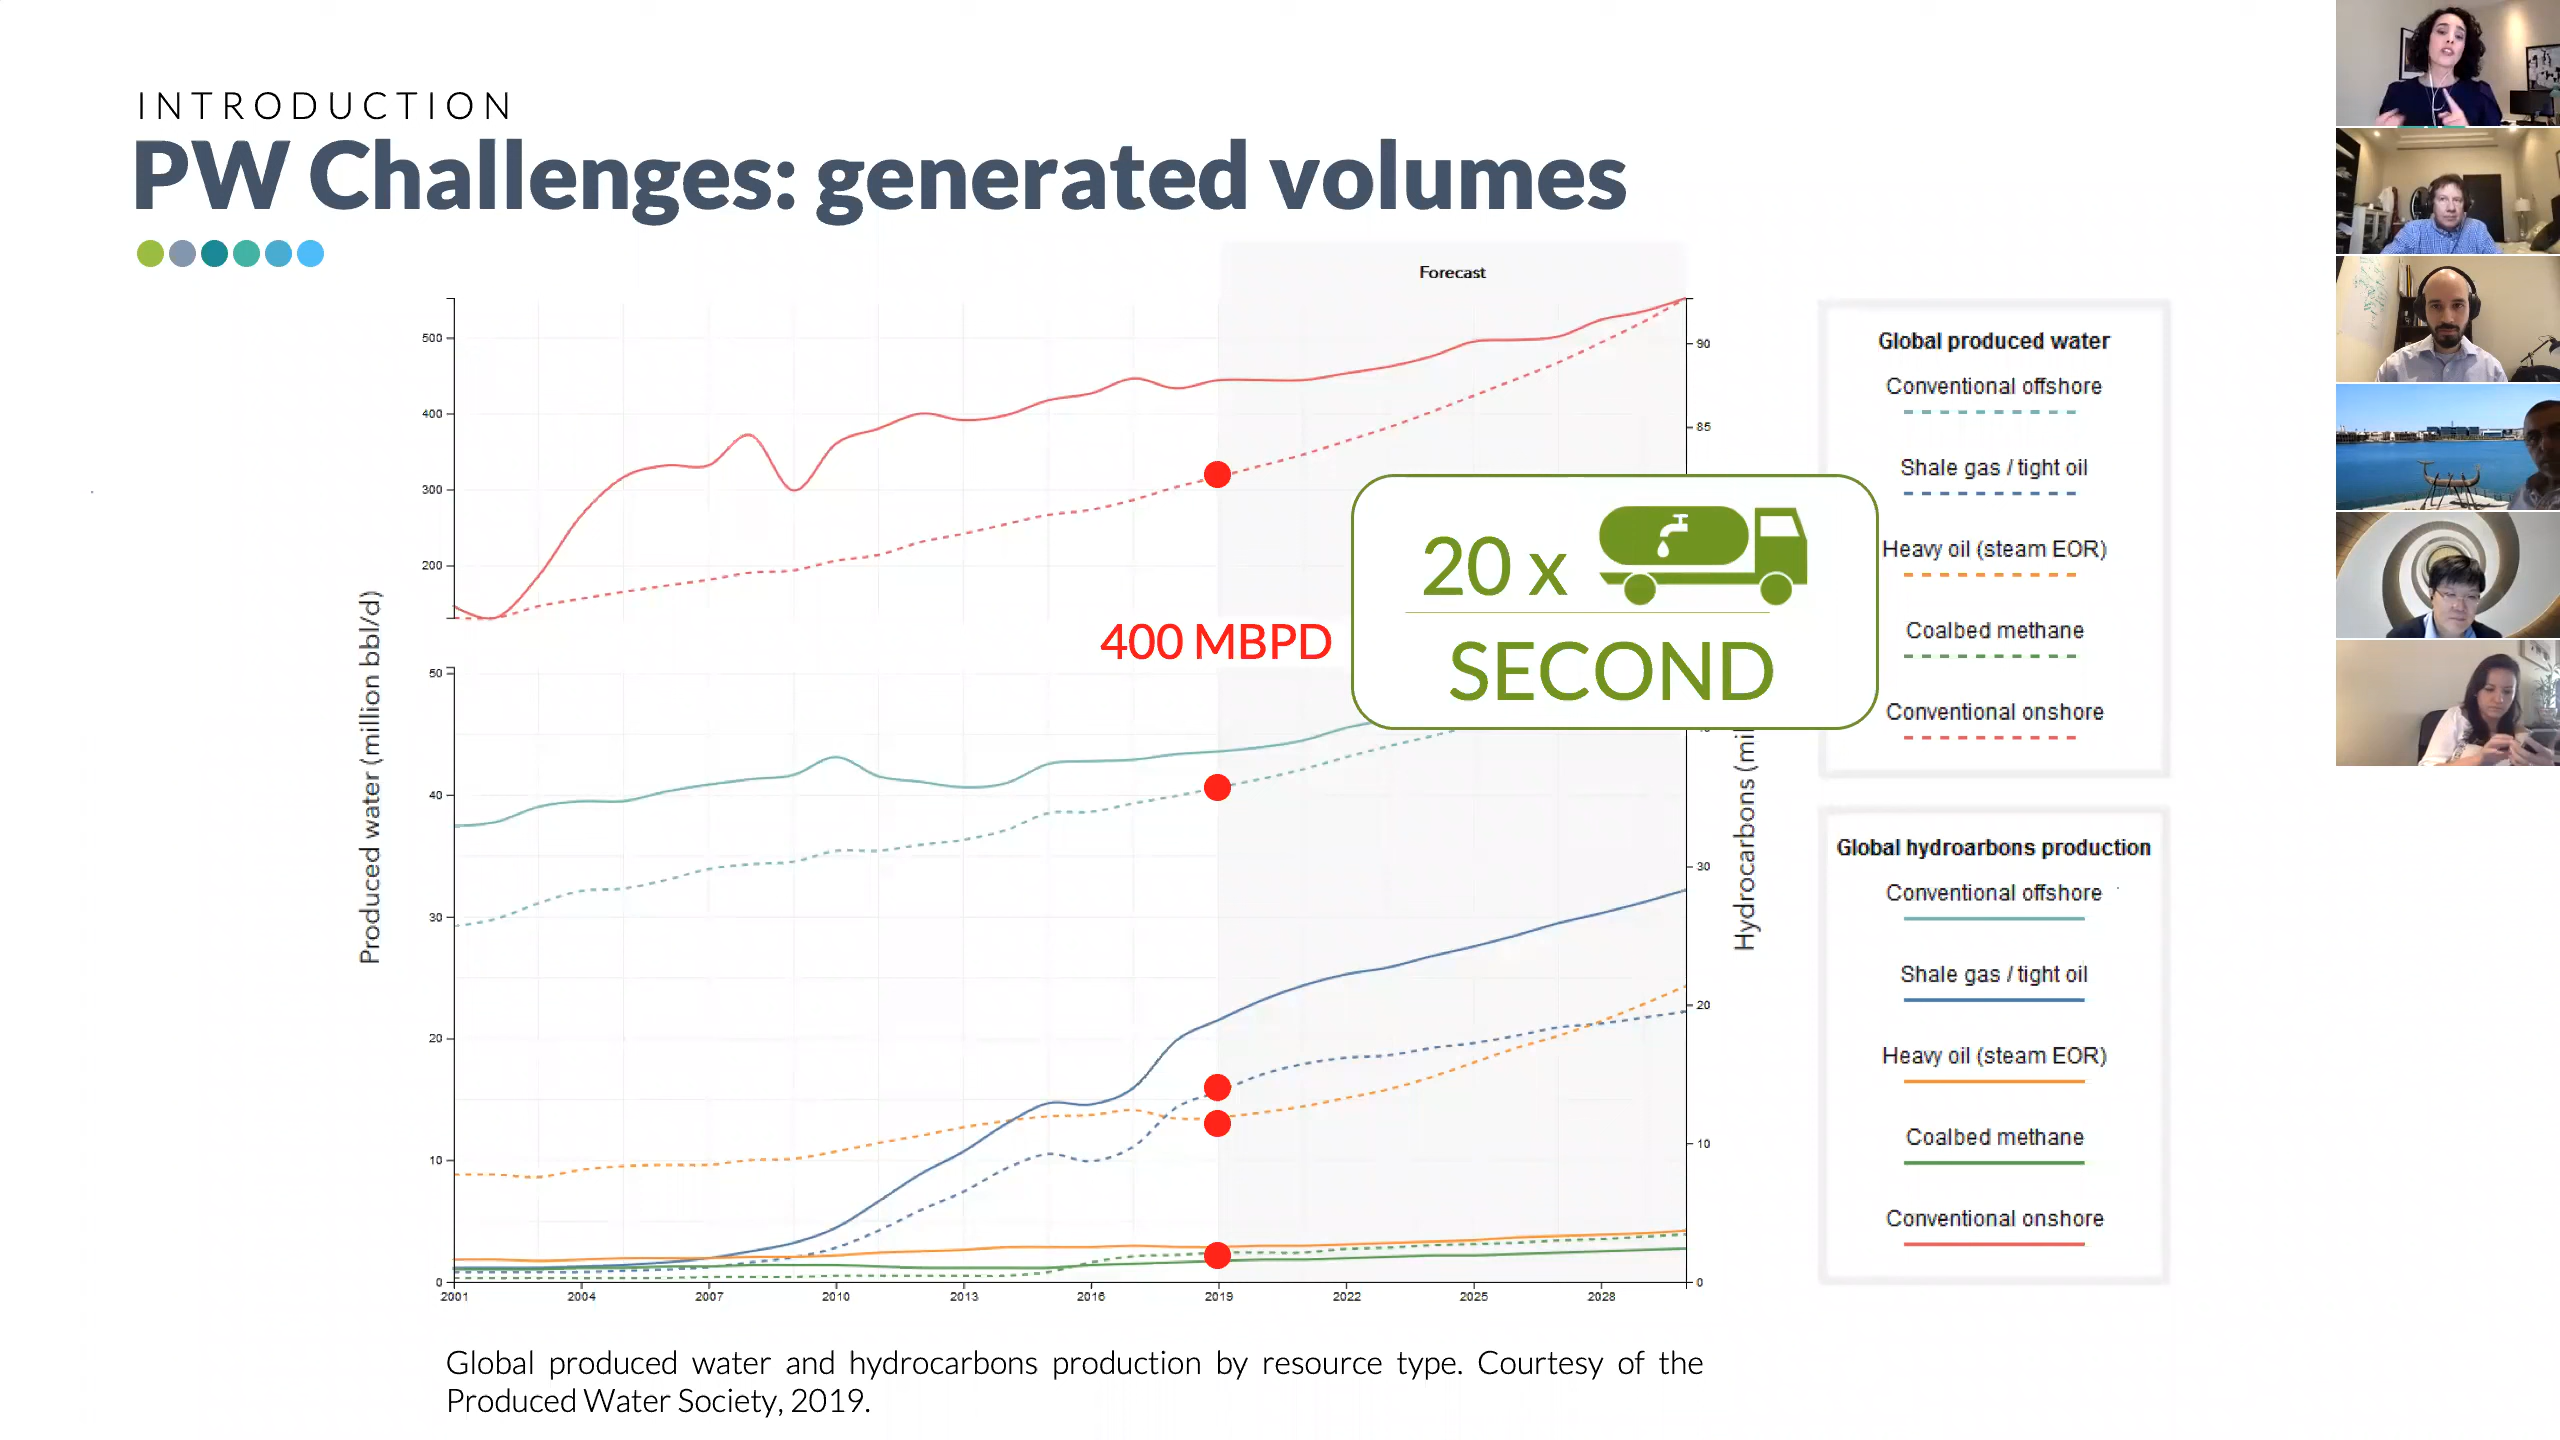 INTRODUCTION
PW Challenges: generated volumes
Forecast
500
400
300
200
50
40
30
20
10
0
Produced water (million bbl/d)
90
85
30
20
10
0
Hydrocarbons (mil
400 MBPD
20 x
SECOND
2001 2004 2007 2010 2013 2016 2019 2022 2025 2028
Global produced water
Conventional offshore
Shale gas / tight oil
Heavy oil (steam EOR)
Coalbed methane
Conventional onshore
Global hydroarbons production
Conventional offshore
Shale gas / tight oil
Heavy oil (steam EOR)
Coalbed methane
Conventional onshore
Global produced water and hydrocarbons production by resource type. Courtesy of the
Produced Water Society, 2019.